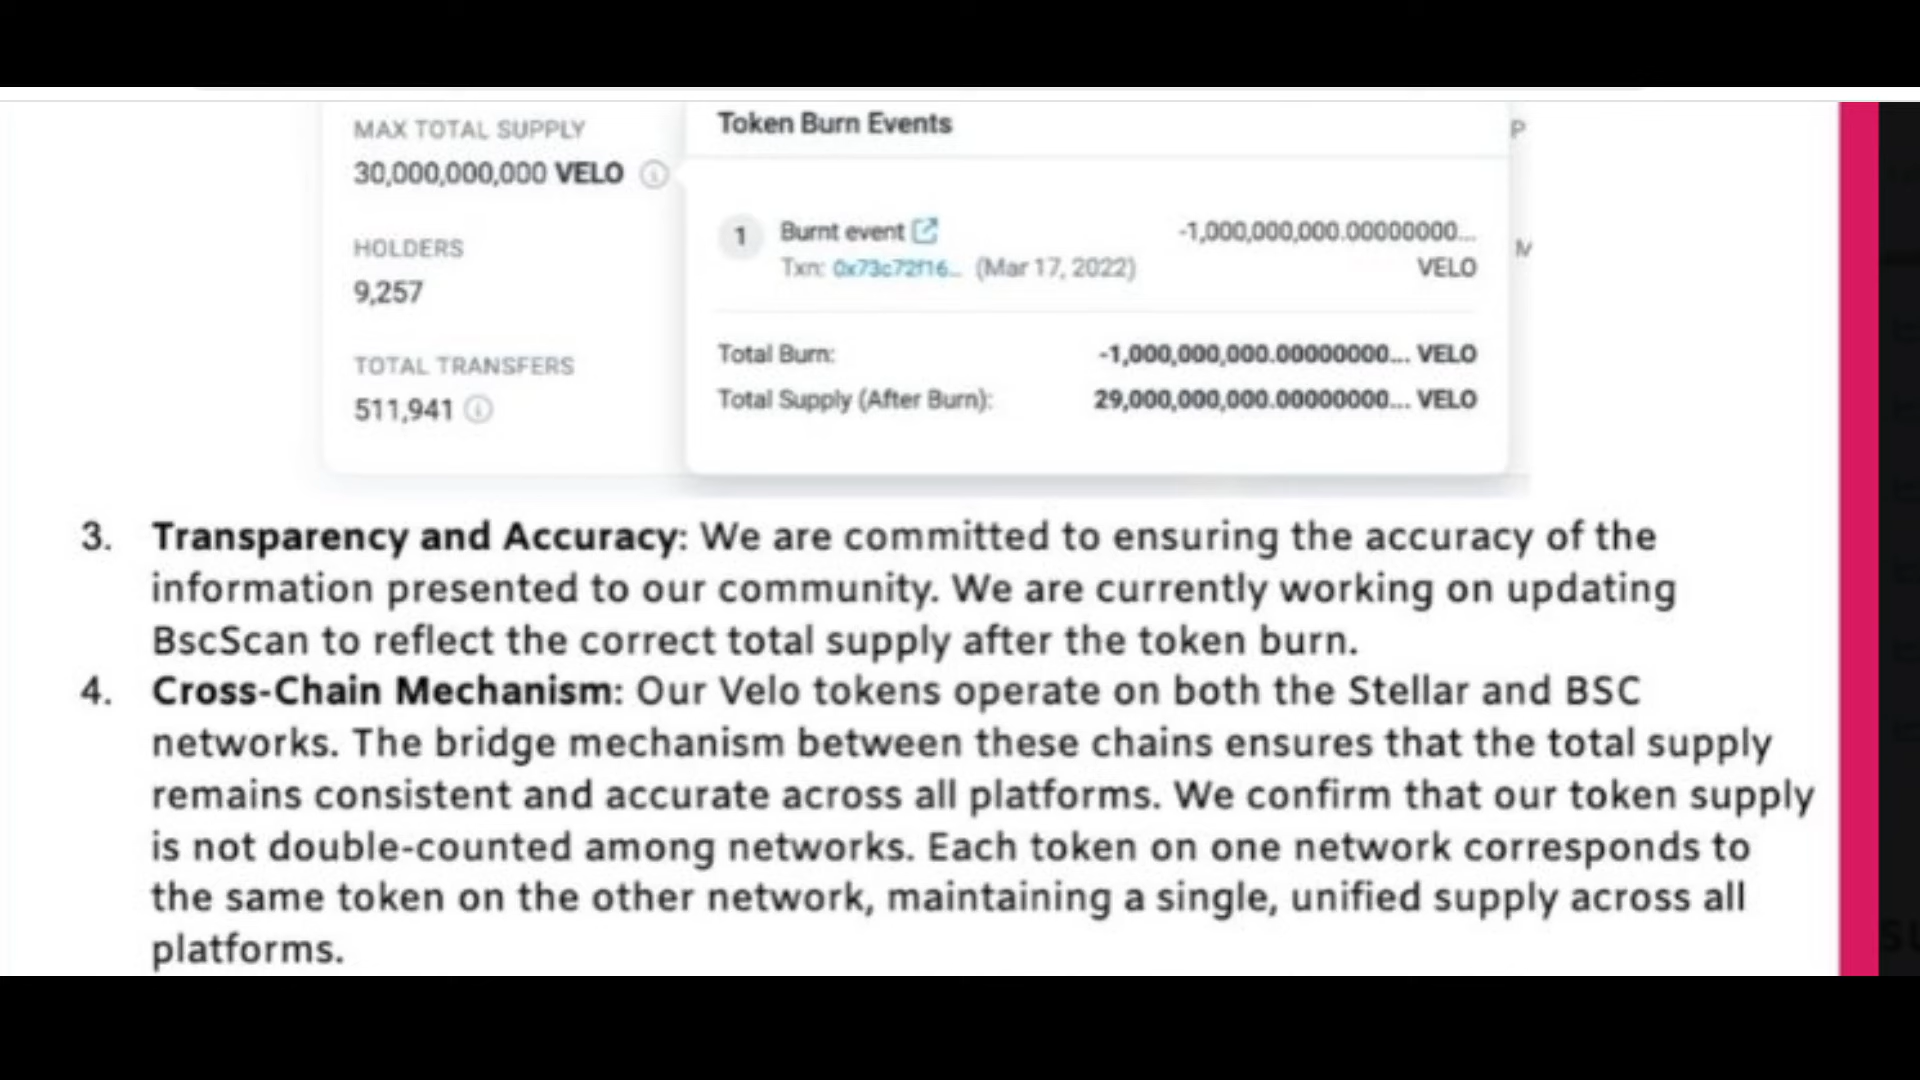 MAX TOTAL SUPPLY
30,000,000,000 VELO
HOLDERS
9,257
TOTAL TRANSFERS
511,941
Token Burn Events
1 Burnt event -1,000,000,000.00000000...
Txn: 0x73c72f16... (Mar 17, 2022) VELO
Total Burn: -1,000,000,000.00000000... VELO
Total Supply (After Burn): 29,000,000,000.00000000... VELO
P
M
3. Transparency and Accuracy: We are committed to ensuring the accuracy of the
information presented to our community. We are currently working on updating
BscScan to reflect the correct total supply after the token burn.
4. Cross-Chain Mechanism: Our Velo tokens operate on both the Stellar and BSC
networks. The bridge mechanism between these chains ensures that the total supply
remains consistent and accurate across all platforms. We confirm that our token supply
is not double-counted among networks. Each token on one network corresponds to
the same token on the other network, maintaining a single, unified supply across all
platforms.